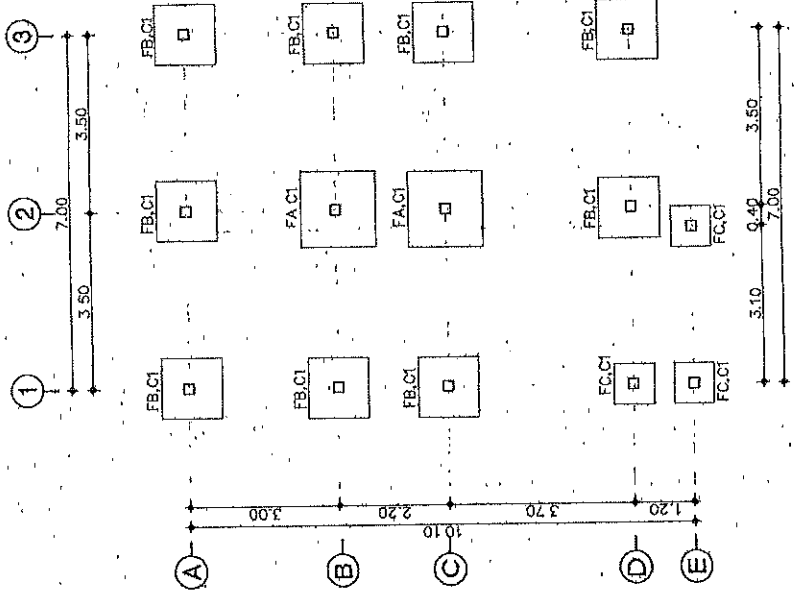 1
2
3
7.00
3.50
3.50
FB,C1
FB,C1
FB,C1
A
3.00
FB,C1
FA,C1
FB,C1
B
2.20
FB,C1
FA,C1
FB,C1
C
10.10
3.70
FC,C1
FB,C1
FB,C1
D
1.20
FC,C1
FC,C1
E
3.10
0.40
3.50
7.00